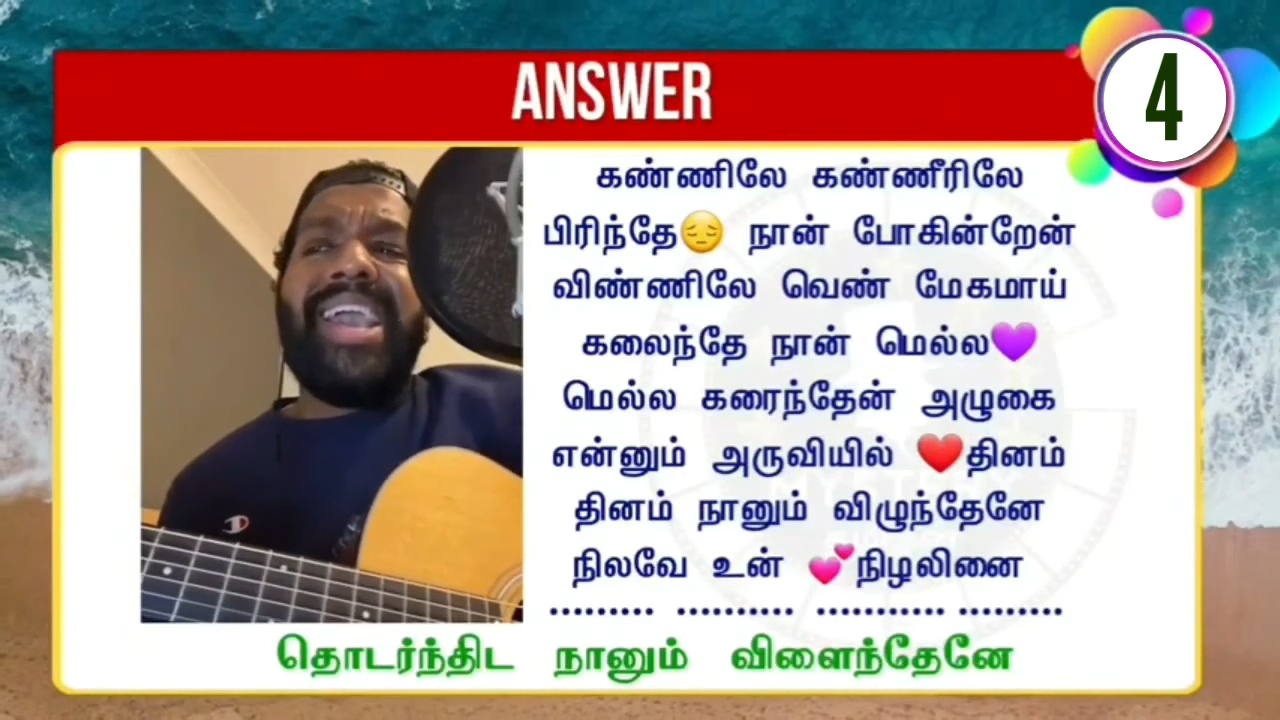 ANSWER
4
கண்ணிலே கண்ணீரிலே
பிரிந்தே😔 நான் போகின்றேன்
விண்ணிலே வெண் மேகமாய்
கலைந்தே நான் மெல்ல💜
மெல்ல கரைந்தேன் அழுகை
என்னும் அருவியில் ❤️தினம்
தினம் நானும் விழுந்தேனே
நிலவே உன் 💕நிழலினை
......... .......... ........... .........
தொடர்ந்திட நானும் விளைந்தேனே